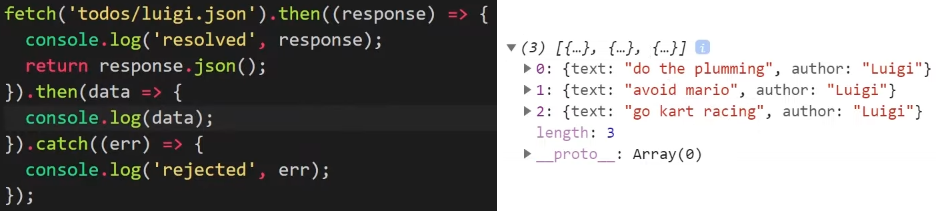 fetch('todos/luigi.json').then((response) => {
  console.log('resolved', response);
  return response.json();
}).then(data => {
  console.log(data);
}).catch((err) => {
  console.log('rejected', err);
});
▼ (3) [{…}, {…}, {…}] i
▶ 0: {text: "do the plumming", author: "Luigi"}
▶ 1: {text: "avoid mario", author: "Luigi"}
▶ 2: {text: "go kart racing", author: "Luigi"}
length: 3
▶ __proto__: Array(0)